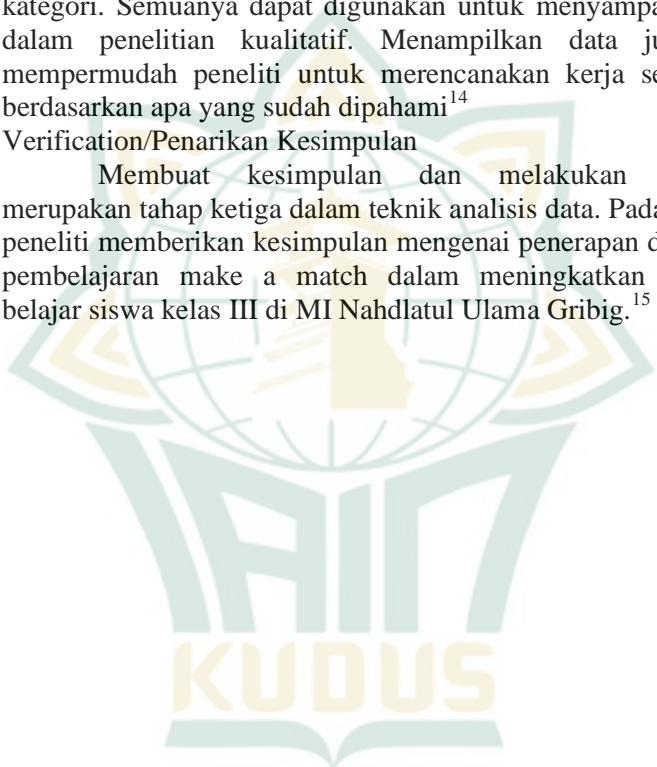 kategori. Semuanya dapat digunakan untuk menyampa
dalam penelitian kualitatif. Menampilkan data ju
mempermudah peneliti untuk merencanakan kerja se
berdasarkan apa yang sudah dipahami14
Verification/Penarikan Kesimpulan
Membuat kesimpulan dan melakukan
merupakan tahap ketiga dalam teknik analisis data. Pada
peneliti memberikan kesimpulan mengenai penerapan d
pembelajaran make a match dalam meningkatkan
belajar siswa kelas III di MI Nahdlatul Ulama Gribig.15
IAIN
KUDUS